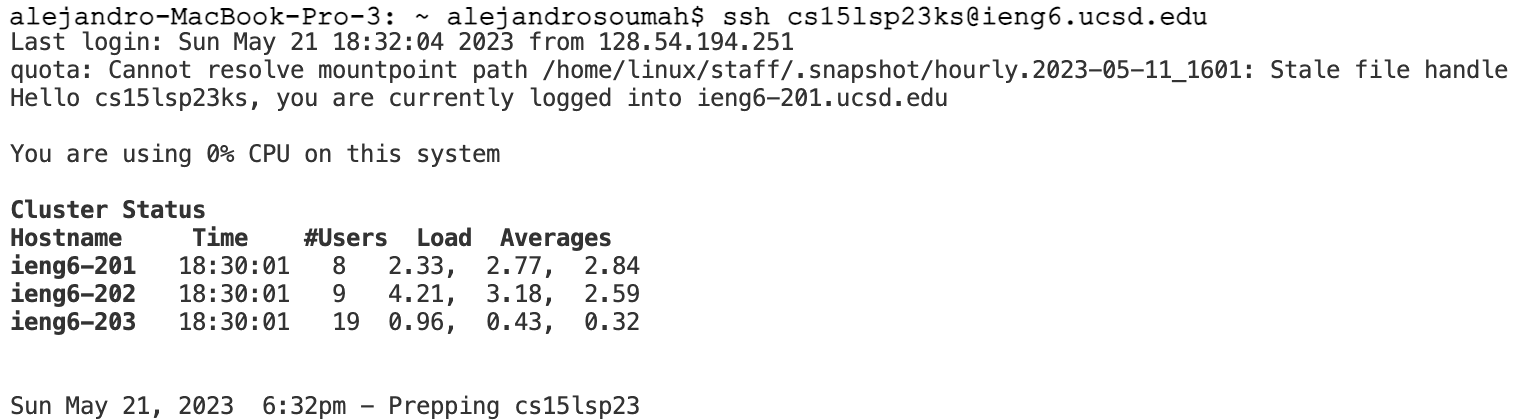 alejandro-MacBook-Pro-3: ~ alejandrosoumah$ ssh cs15lsp23ks@ieng6.ucsd.edu
Last login: Sun May 21 18:32:04 2023 from 128.54.194.251
quota: Cannot resolve mountpoint path /home/linux/staff/.snapshot/hourly.2023-05-11_1601: Stale file handle
Hello cs15lsp23ks, you are currently logged into ieng6-201.ucsd.edu
You are using 0% CPU on this system
Cluster Status
Hostname     Time    #Users  Load  Averages
ieng6-201   18:30:01   8   2.33,  2.77,  2.84
ieng6-202   18:30:01   9   4.21,  3.18,  2.59
ieng6-203   18:30:01   19  0.96,  0.43,  0.32
Sun May 21, 2023  6:32pm - Prepping cs15lsp23